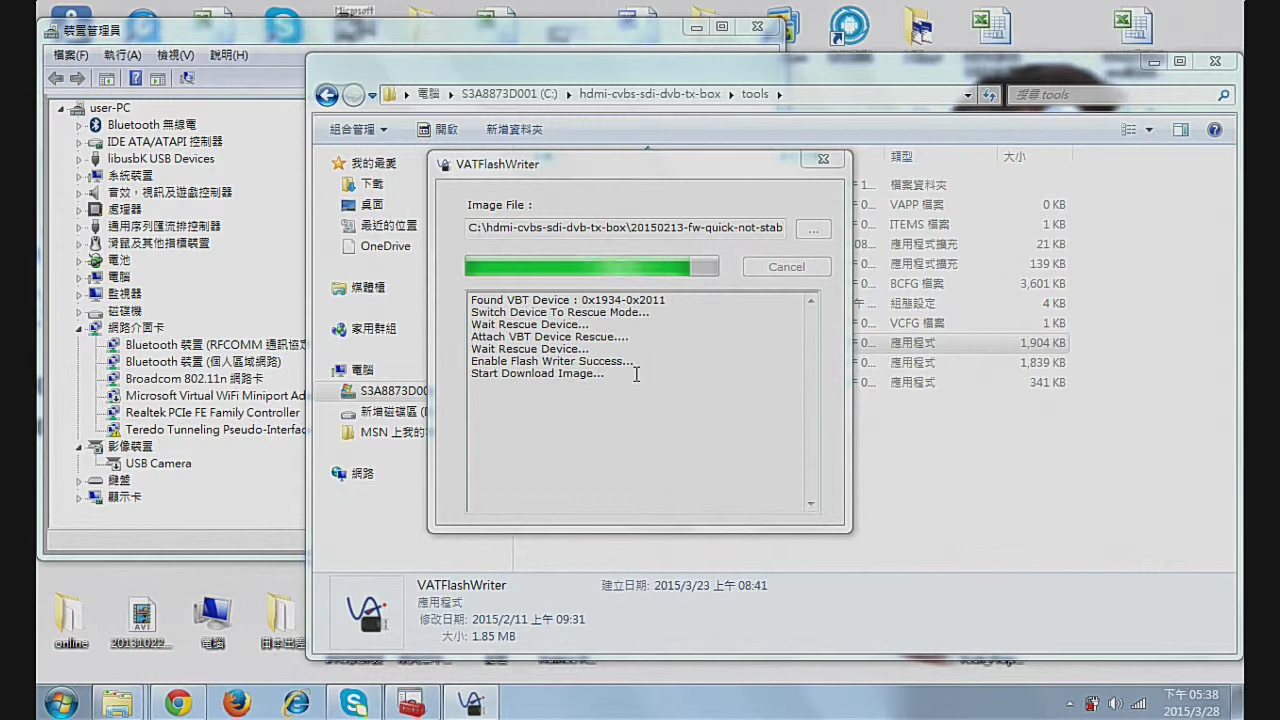 Microsoft
裝置管理員
檔案(F) 執行(A) 檢視(V) 說明(H)
user-PC
Bluetooth 無線電
IDE ATA/ATAPI 控制器
libusbK USB Devices
系統裝置
音效，視訊及遊戲控制器
處理器
通用序列匯流排控制器
滑鼠及其他指標裝置
電池
電腦
監視器
磁碟機
網路介面卡
Bluetooth 裝置 (RFCOMM 通訊協
Bluetooth 裝置 (個人區域網路)
Broadcom 802.11n 網路卡
Microsoft Virtual WiFi Miniport Ad
Realtek PCIe FE Family Controller
Teredo Tunneling Pseudo-Interfac
影像裝置
USB Camera
鍵盤
顯示卡
電腦 S3A8873D001 (C:) hdmi-cvbs-sdi-dvb-tx-box tools
搜尋 tools
組合管理 開啟 新增資料夾
我的最愛
下載
桌面
最近的位置
OneDrive
媒體櫃
家用群組
電腦
S3A8873D00
新增磁碟區 (
MSN 上我的
網路
類型 大小
1... 檔案資料夾
0... VAPP 檔案 0 KB
0... ITEMS 檔案 1 KB
08... 應用程式擴充 21 KB
0... 應用程式擴充 139 KB
0... BCFG 檔案 3,601 KB
午 組態設定 4 KB
0... VCFG 檔案 1 KB
0... 應用程式 1,904 KB
0... 應用程式 1,839 KB
0... 應用程式 341 KB
VATFlashWriter
Image File :
C:\hdmi-cvbs-sdi-dvb-tx-box\20150213-fw-quick-not-stab
...
Cancel
Found VBT Device : 0x1934-0x2011
Switch Device To Rescue Mode...
Wait Rescue Device...
Attach VBT Device Rescue....
Wait Rescue Device...
Enable Flash Writer Success...
Start Download Image...
VATFlashWriter
應用程式
建立日期: 2015/3/23 上午 08:41
修改日期: 2015/2/11 上午 09:31
大小: 1.85 MB
online
20131022...
電腦
日本出差
下午 05:38
2015/3/28